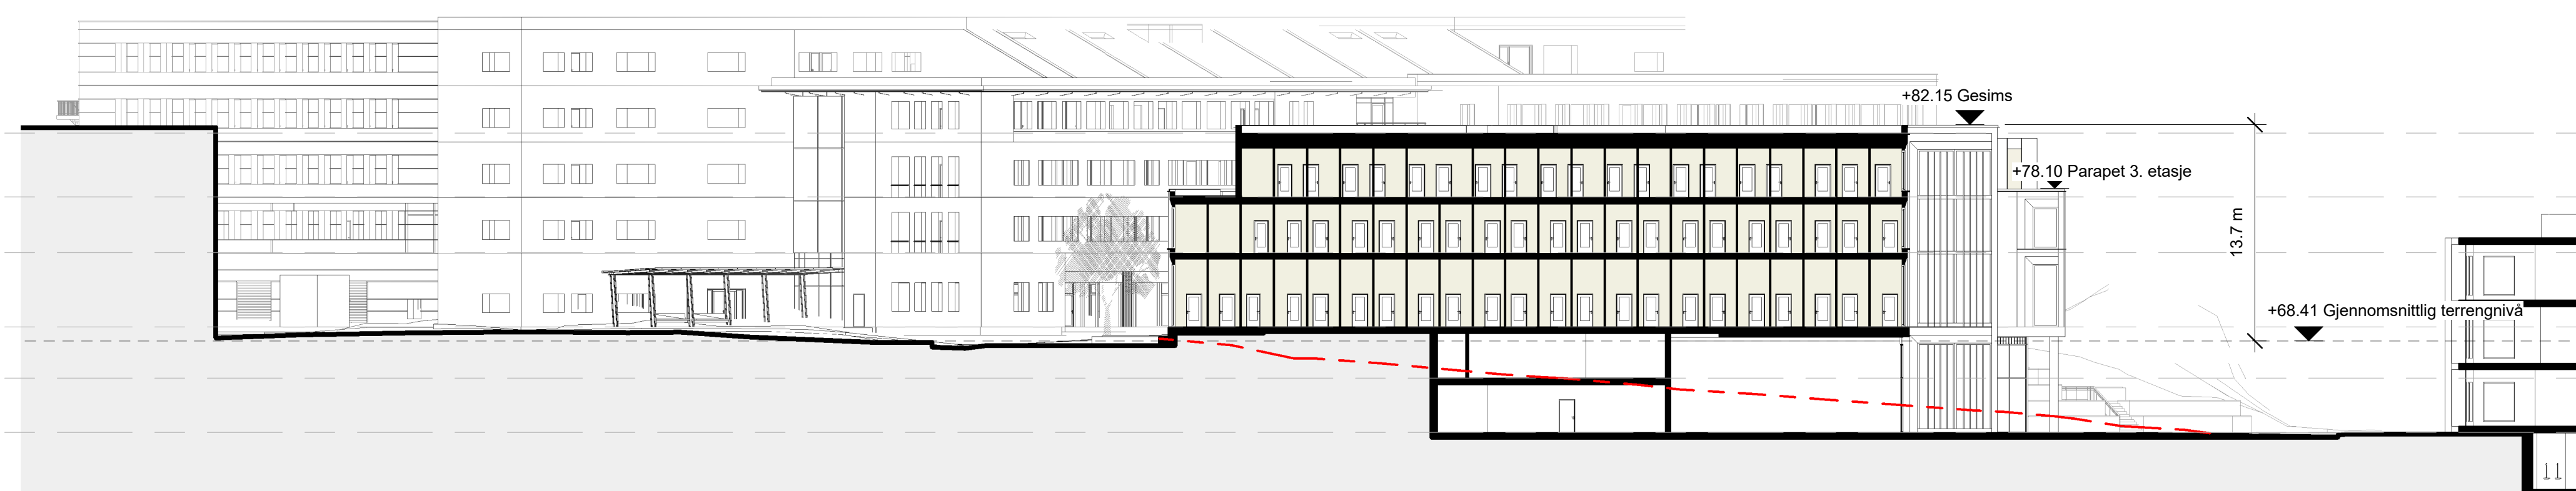 +82.15 Gesims
+78.10 Parapet 3. etasje
13.7 m
+68.41 Gjennomsnittlig terrengnivå